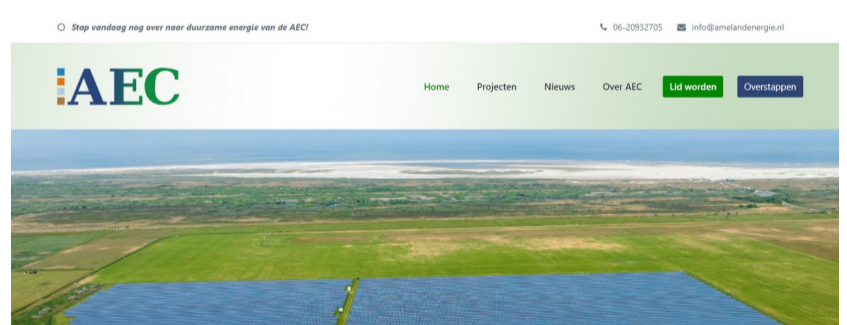 Stap vandaag nog over naar duurzame energie van de AEC!
06-20932705 info@amelandenergie.nl
AEC
Home Projecten Nieuws Over AEC Lid worden Overstappen